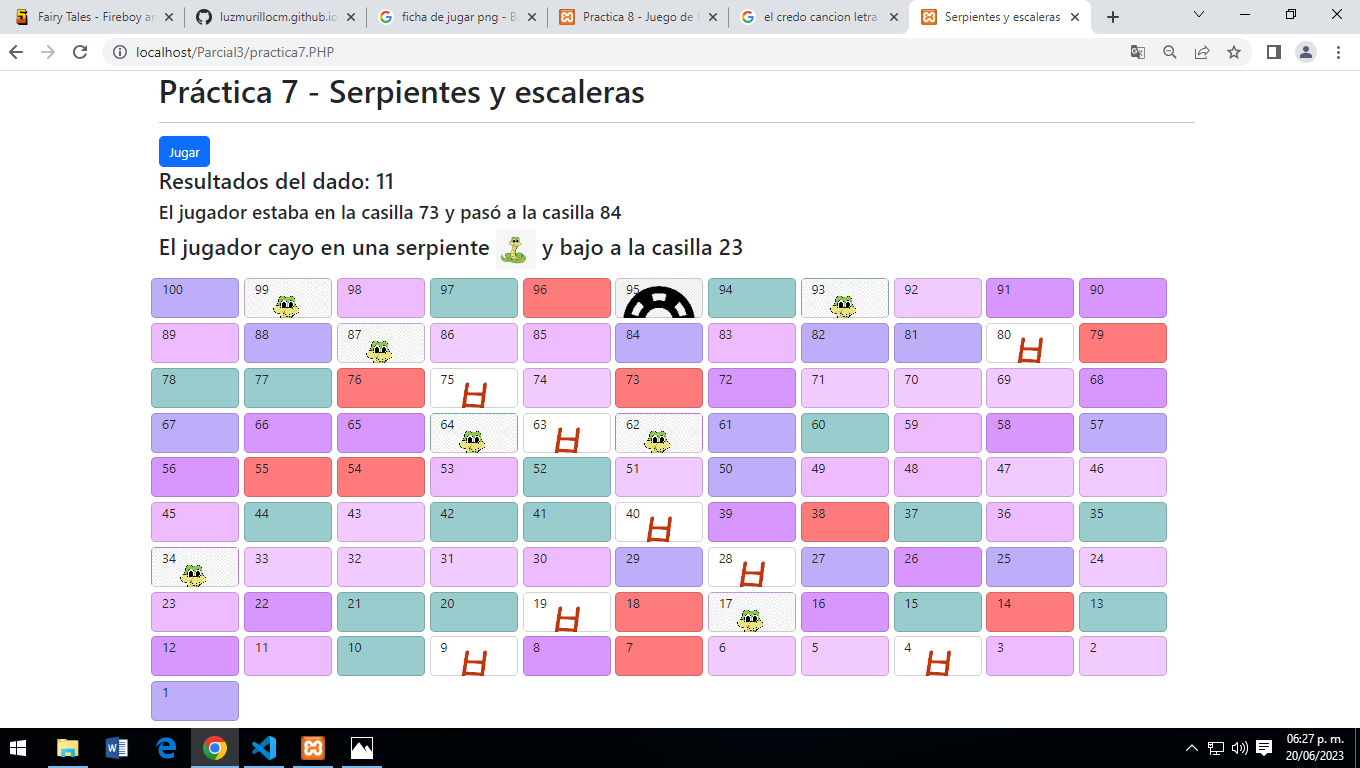 Fairy Tales - Fireboy an
luzmurillocm.github.io
ficha de jugar png - B
Practica 8 - Juego de
el credo cancion letra
Serpientes y escaleras
localhost/Parcial3/practica7.PHP
Práctica 7 - Serpientes y escaleras
Jugar
Resultados del dado: 11
El jugador estaba en la casilla 73 y pasó a la casilla 84
El jugador cayo en una serpiente y bajo a la casilla 23
100 99 98 97 96 95 94 93 92 91 90
89 88 87 86 85 84 83 82 81 80 79
78 77 76 75 74 73 72 71 70 69 68
67 66 65 64 63 62 61 60 59 58 57
56 55 54 53 52 51 50 49 48 47 46
45 44 43 42 41 40 39 38 37 36 35
34 33 32 31 30 29 28 27 26 25 24
23 22 21 20 19 18 17 16 15 14 13
12 11 10 9 8 7 6 5 4 3 2
1
06:27 p. m.
20/06/2023